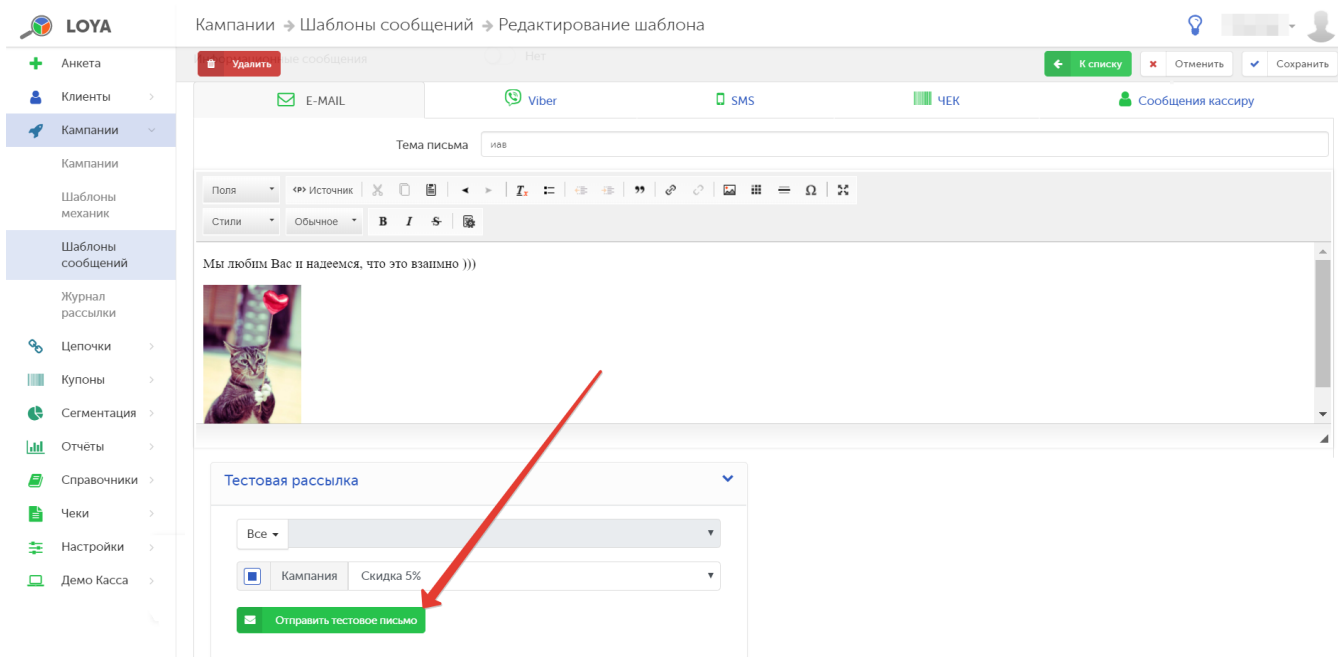 LOYA
Кампании → Шаблоны сообщений → Редактирование шаблона
Анкета
Клиенты
Кампании
Кампании
Шаблоны
механик
Шаблоны
сообщений
Журнал
рассылки
Цепочки
Купоны
Сегментация
Отчёты
Справочники
Чеки
Настройки
Демо Касса
Удалить
Нет
К списку
Отменить
Сохранить
E-MAIL
Viber
SMS
ЧЕК
Сообщения кассиру
Тема письма
иав
Поля
Источник
Стили
Обычное
B I S
Мы любим Вас и надеемся, что это взаимно )))
Тестовая рассылка
Все
Кампания
Скидка 5%
Отправить тестовое письмо